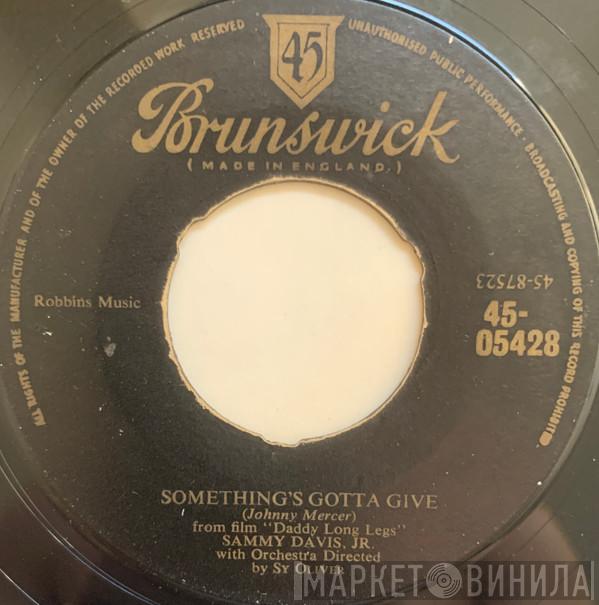 ALL RIGHTS OF THE MANUFACTURER AND OF THE OWNER OF THE RECORDED WORK RESERVED
UNAUTHORISED PUBLIC PERFORMANCE, BROADCASTING AND COPYING OF THIS RECORD PROHIBITED
45
Brunswick
( MADE IN ENGLAND. )
Robbins Music
45-87523
45-
05428
SOMETHING'S GOTTA GIVE
(Johnny Mercer)
from film "Daddy Long Legs"
SAMMY DAVIS, JR.
with Orchestra Directed
by SY OLIVER
МАРКЕТ ВИНИЛА